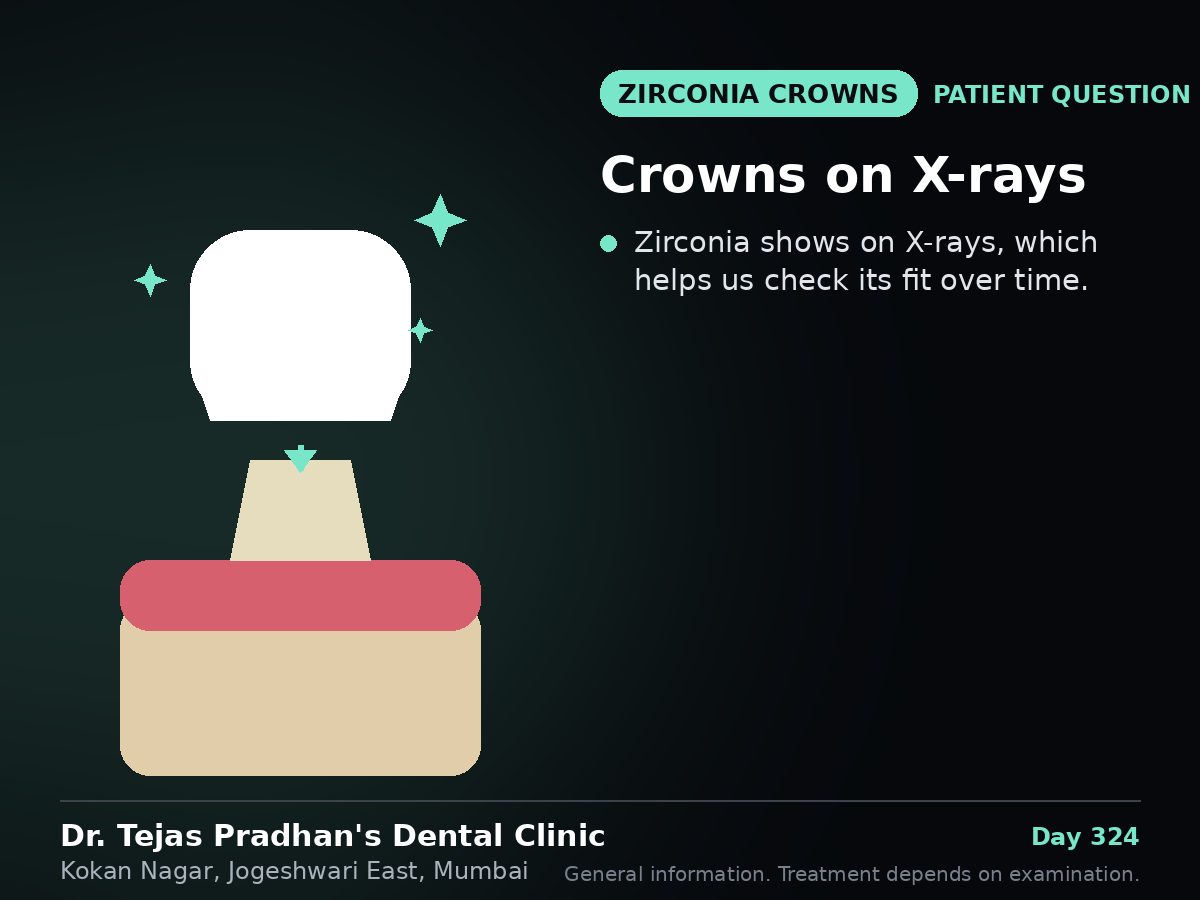 ZIRCONIA CROWNS PATIENT QUESTION
Crowns on X-rays
Zirconia shows on X-rays, which
helps us check its fit over time.
Dr. Tejas Pradhan's Dental Clinic
Day 324
Kokan Nagar, Jogeshwari East, Mumbai
General information. Treatment depends on examination.